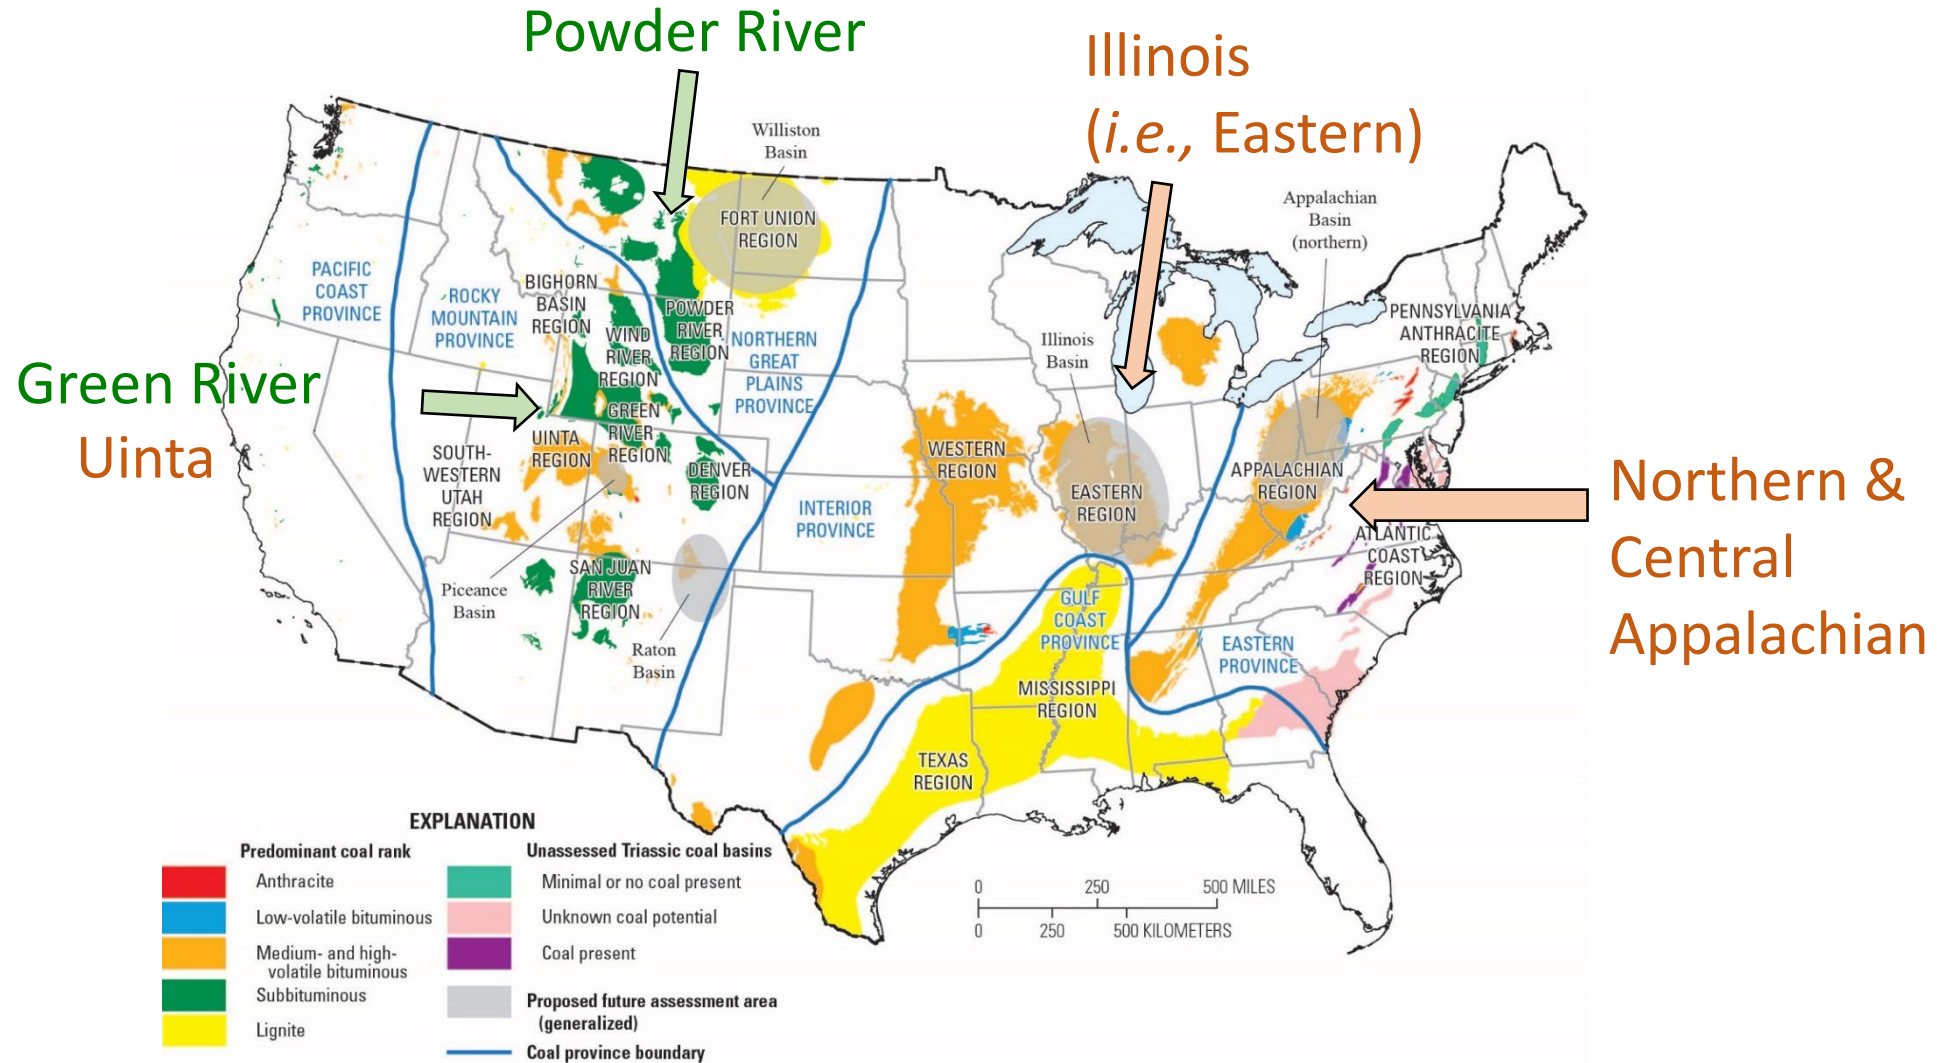 Powder River
Illinois
(i.e., Eastern)
Green River
Uinta
Northern &
Central
Appalachian
Williston
Basin
FORT UNION
REGION
Appalachian
Basin
(northern)
PACIFIC
COAST
PROVINCE
ROCKY
MOUNTAIN
PROVINCE
BIGHORN
BASIN
REGION
WIND
RIVER
REGION
POWDER
RIVER
REGION
NORTHERN
GREAT
PLAINS
PROVINCE
Illinois
Basin
PENNSYLVANIA
ANTHRACITE
REGION
GREEN
RIVER
REGION
UINTA
REGION
SOUTH-
WESTERN
UTAH
REGION
DENVER
REGION
INTERIOR
PROVINCE
WESTERN
REGION
EASTERN
REGION
APPALACHIAN
REGION
ATLANTIC
COAST
REGION
Piceance
Basin
SAN JUAN
RIVER
REGION
Raton
Basin
GULF
COAST
PROVINCE
EASTERN
PROVINCE
MISSISSIPPI
REGION
TEXAS
REGION
EXPLANATION
Predominant coal rank
Anthracite
Low-volatile bituminous
Medium- and high-
volatile bituminous
Subbituminous
Lignite
Unassessed Triassic coal basins
Minimal or no coal present
Unknown coal potential
Coal present
Proposed future assessment area
(generalized)
Coal province boundary
0 250 500 MILES
0 250 500 KILOMETERS